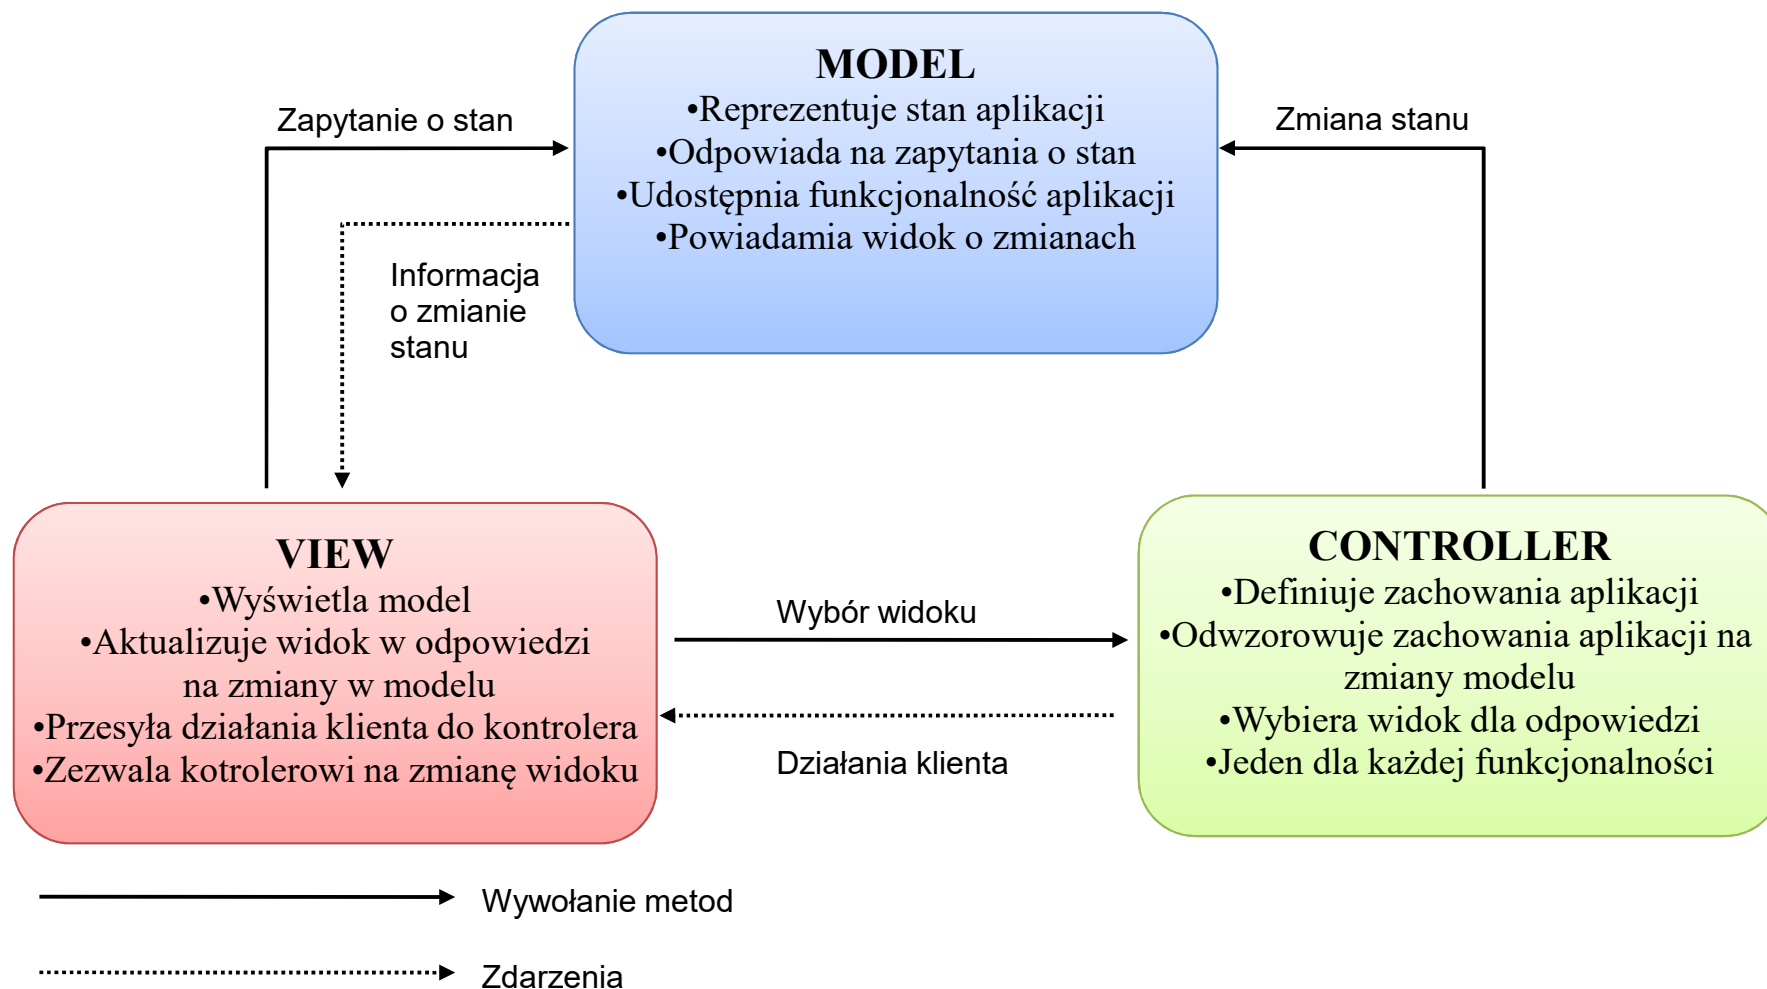 MODEL
•Reprezentuje stan aplikacji
•Odpowiada na zapytania o stan
•Udostępnia funkcjonalność aplikacji
•Powiadamia widok o zmianach
Zapytanie o stan
Zmiana stanu
Informacja
o zmianie
stanu
VIEW
•Wyświetla model
•Aktualizuje widok w odpowiedzi
na zmiany w modelu
•Przesyła działania klienta do kontrolera
•Zezwala kotrolerowi na zmianę widoku
Wybór widoku
Działania klienta
CONTROLLER
•Definiuje zachowania aplikacji
•Odwzorowuje zachowania aplikacji na
zmiany modelu
•Wybiera widok dla odpowiedzi
•Jeden dla każdej funkcjonalności
Wywołanie metod
Zdarzenia